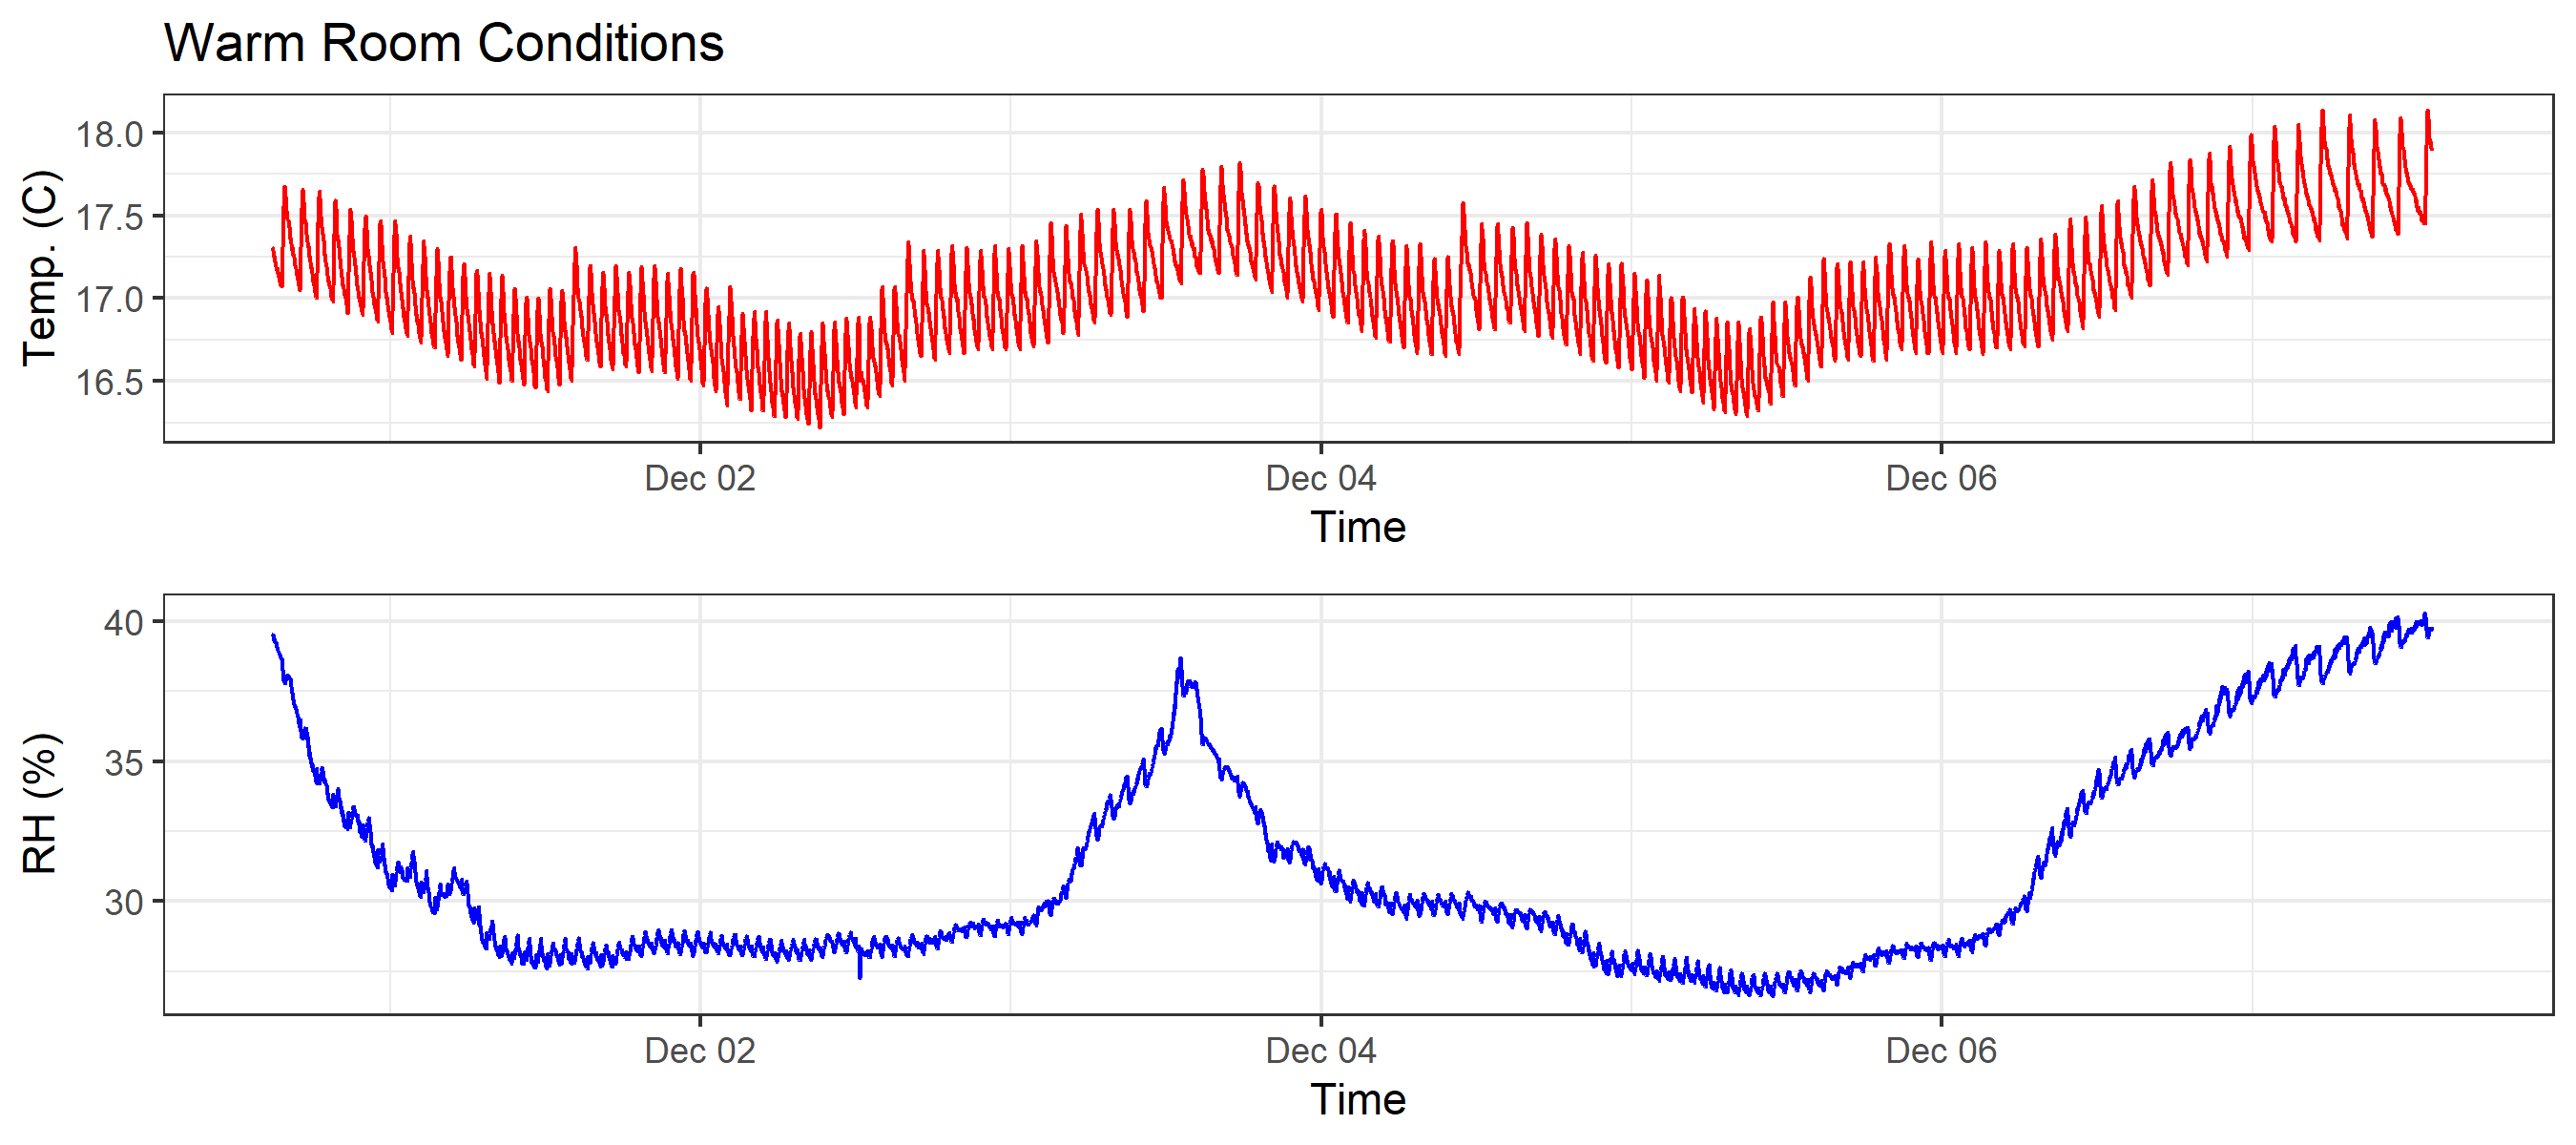 Warm Room Conditions
Temp. (C)
18.0
17.5
17.0
16.5
Dec 02 Dec 04 Dec 06
Time
RH (%)
40
35
30
Dec 02 Dec 04 Dec 06
Time